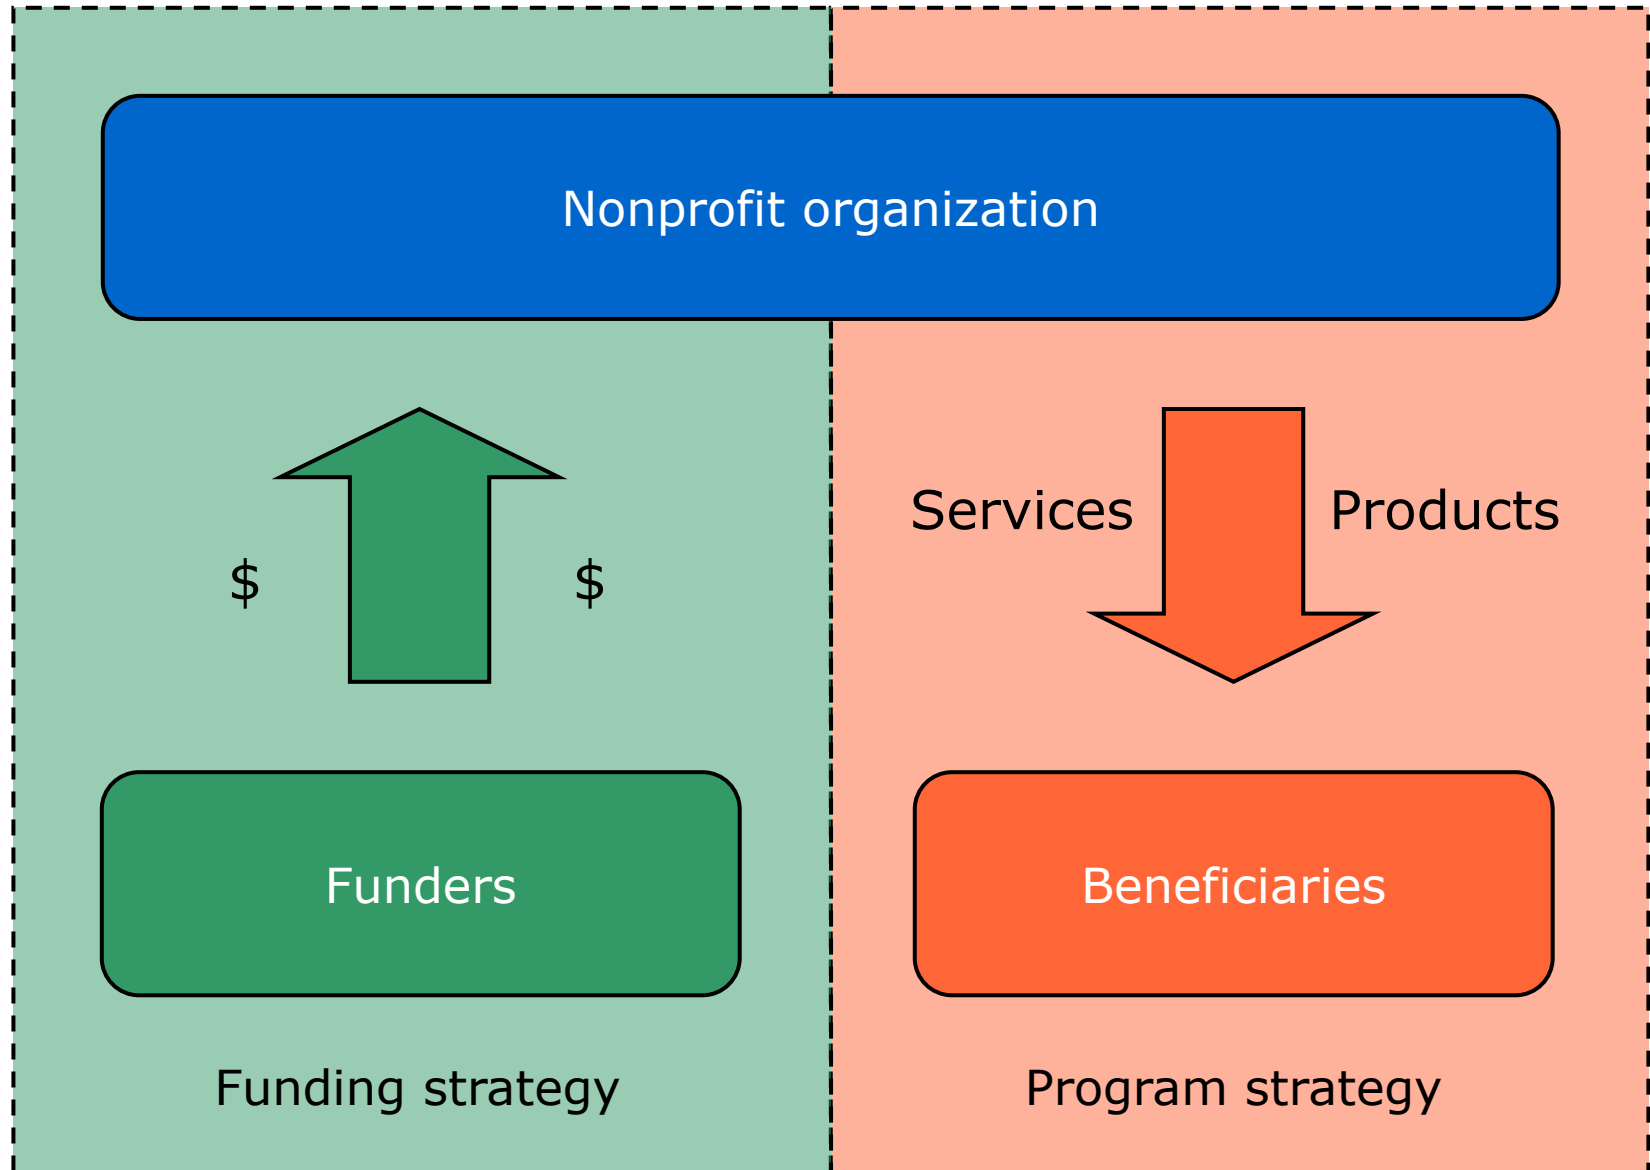 Nonprofit organization
Services
Products
$
$
Funders
Beneficiaries
Funding strategy
Program strategy